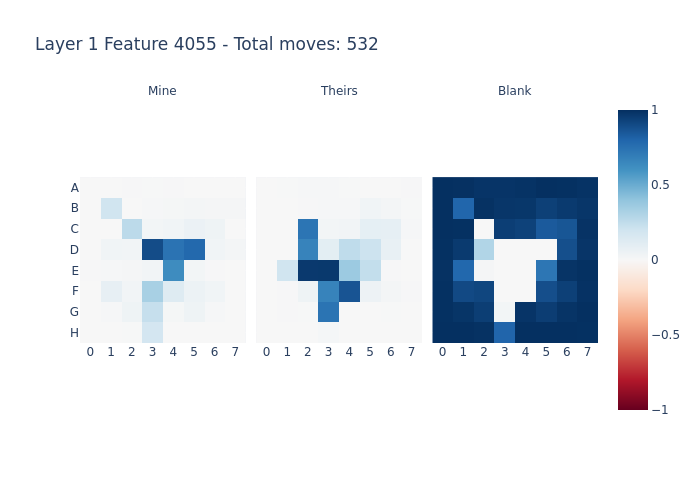 Layer 1 Feature 4055 - Total moves: 532
Mine
Theirs
Blank
A
B
C
D
E
F
G
H
0 1 2 3 4 5 6 7
0 1 2 3 4 5 6 7
0 1 2 3 4 5 6 7
1
0.5
0
−0.5
−1